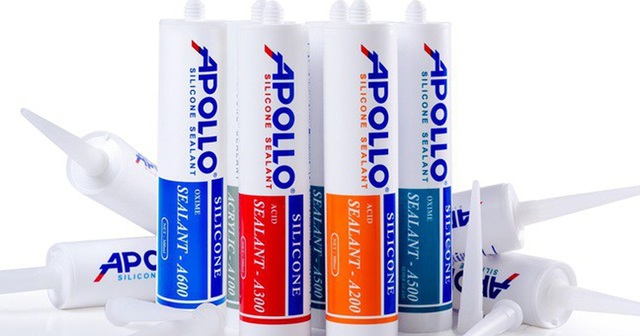 APOLLO
SILICONE SEALANT
SILICONE
OXIME
SEALANT - A600
ACRYLIC - A100
APOLLO
SILICONE SEALANT
SILICONE
ACID
SEALANT - A300
SEALANT - A500
APOLLO
SILICONE SEALANT
SILICONE
ACID
SEALANT - A200
APOLLO
SILICONE SEALANT
SILICONE
OXIME
SEALANT - A500
APO
SILICON
APOLLO